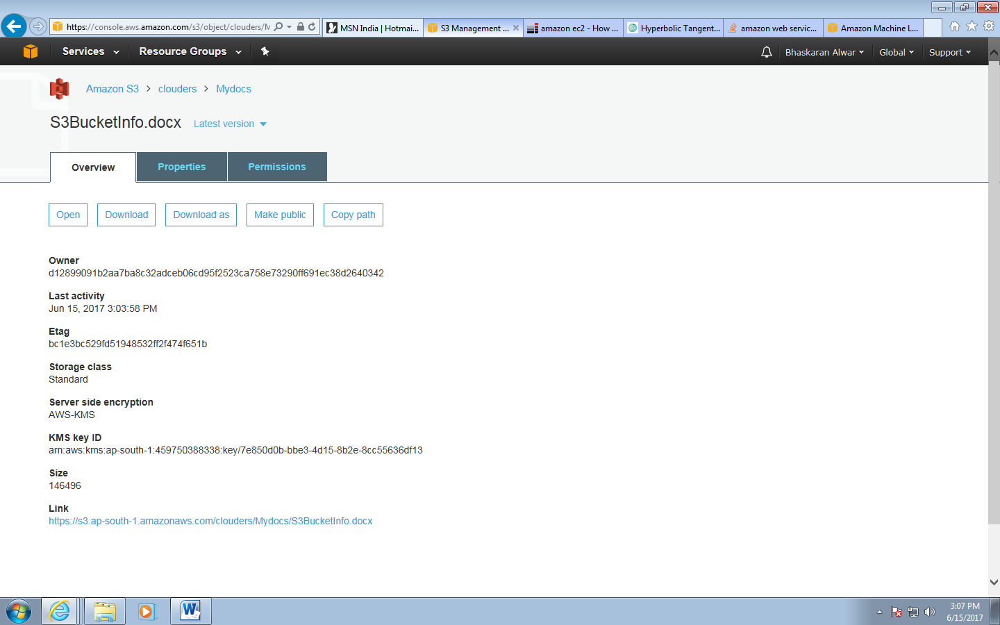 https://console.aws.amazon.com/s3/object/clouders/M
MSN India | Hotmai...
S3 Management ...
amazon ec2 - How ...
Hyperbolic Tangent...
amazon web servic...
Amazon Machine L...
Services
Resource Groups
Bhaskaran Alwar
Global
Support
Amazon S3 > clouders > Mydocs
S3BucketInfo.docx Latest version
Overview
Properties
Permissions
Open
Download
Download as
Make public
Copy path
Owner
d12899091b2aa7ba8c32adceb06cd95f2523ca758e73290ff691ec38d2640342
Last activity
Jun 15, 2017 3:03:58 PM
Etag
bc1e3bc529fd51948532ff2f474f651b
Storage class
Standard
Server side encryption
AWS-KMS
KMS key ID
arn:aws:kms:ap-south-1:459750388338:key/7e850d0b-bbe3-4d15-8b2e-8cc55636df13
Size
146496
Link
https://s3.ap-south-1.amazonaws.com/clouders/Mydocs/S3BucketInfo.docx
3:07 PM
6/15/2017